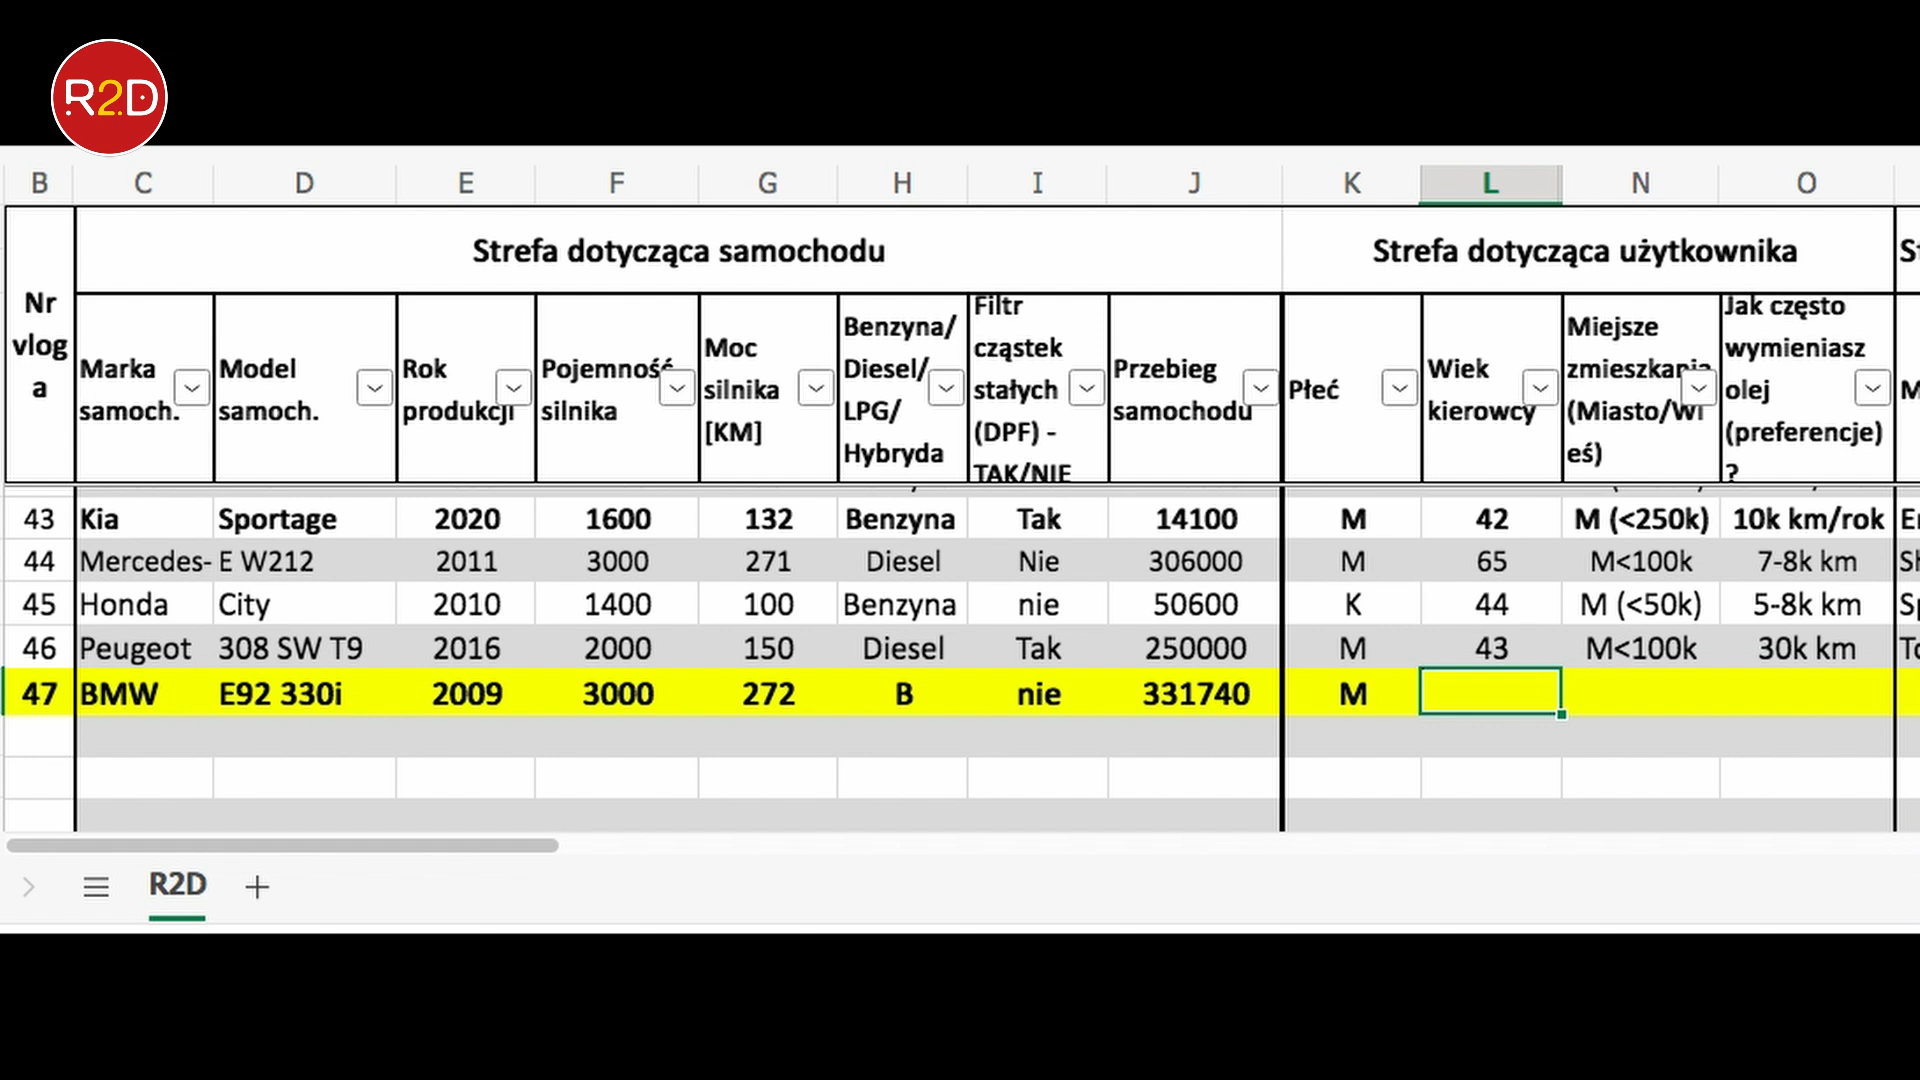 R2D
B C D E F G H I J K L N O
Strefa dotycząca samochodu Strefa dotycząca użytkownika
Nr
vlog
a
Marka
samoch.
Model
samoch.
Rok
produkcji
Pojemność
silnika
Moc
silnika
[KM]
Benzyna/
Diesel/
LPG/
Hybryda
Filtr
cząstek
stałych
(DPF) -
TAK/NIE
Przebieg
samochodu
Płeć
Wiek
kierowcy
Miejsze
zmieszkania
(Miasto/Wi
eś)
Jak często
wymieniasz
olej
(preferencje)
?
43 Kia Sportage 2020 1600 132 Benzyna Tak 14100 M 42 M (<250k) 10k km/rok
44 Mercedes- E W212 2011 3000 271 Diesel Nie 306000 M 65 M<100k 7-8k km
45 Honda City 2010 1400 100 Benzyna nie 50600 K 44 M (<50k) 5-8k km
46 Peugeot 308 SW T9 2016 2000 150 Diesel Tak 250000 M 43 M<100k 30k km
47 BMW E92 330i 2009 3000 272 B nie 331740 M
R2D